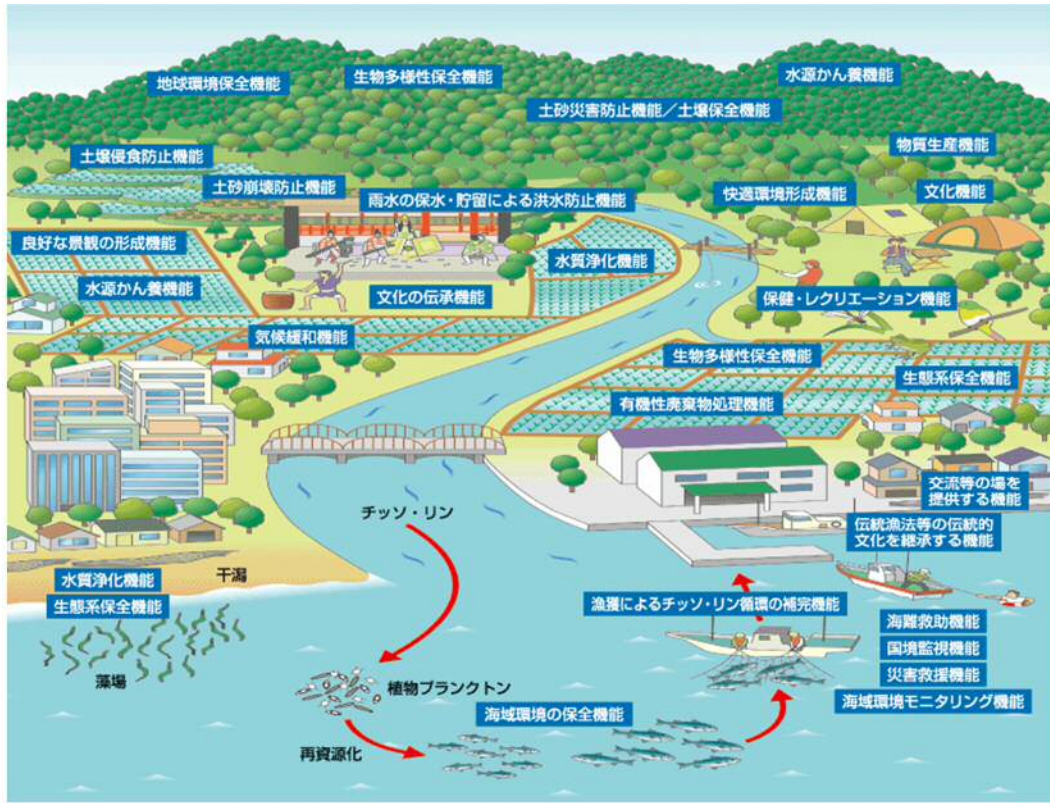 地球環境保全機能
生物多様性保全機能
水源かん養機能
土砂災害防止機能／土壌保全機能
物質生産機能
土壌侵食防止機能
土砂崩壊防止機能
雨水の保水・貯留による洪水防止機能
快適環境形成機能
文化機能
良好な景観の形成機能
水質浄化機能
水源かん養機能
文化の伝承機能
保健・レクリエーション機能
気候緩和機能
生物多様性保全機能
生態系保全機能
有機性廃棄物処理機能
交流等の場を
提供する機能
チッソ・リン
伝統漁法等の伝統的
文化を継承する機能
水質浄化機能
干潟
生態系保全機能
漁獲によるチッソ・リン循環の補完機能
海難救助機能
国境監視機能
災害救援機能
藻場
植物プランクトン
海域環境モニタリング機能
海域環境の保全機能
再資源化